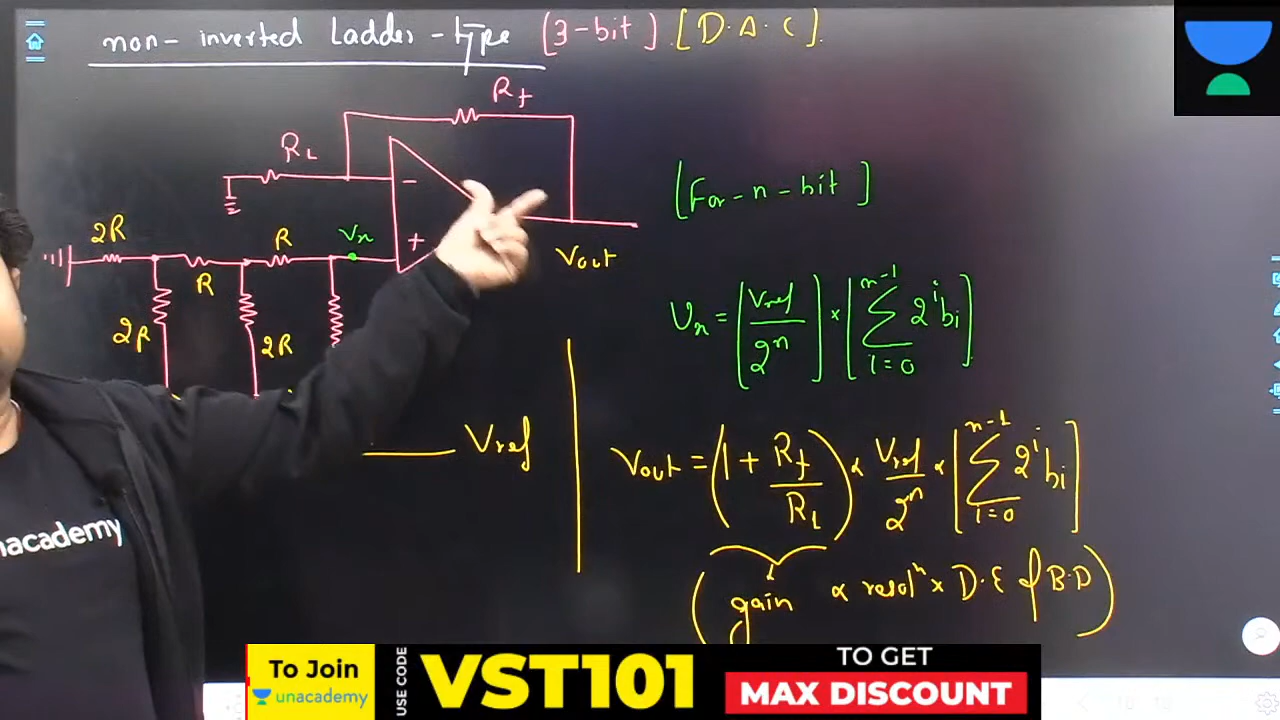 non-inverted Ladder-type [3-bit] [D.A.C].
Rf
RL
2R
R
R
Vx
-
+
Vout
2R
2R
Vref
[For-n-bit]
Vx = [Vref / 2^n] × [n-1 Σ i=0 2^i bi]
Vout = (1 + Rf / RL) × Vref / 2^n × [n-1 Σ i=0 2^i bi]
(gain × resol^n × D.E of B.D)
unacademy
To Join
unacademy
USE CODE
VST101
TO GET
MAX DISCOUNT